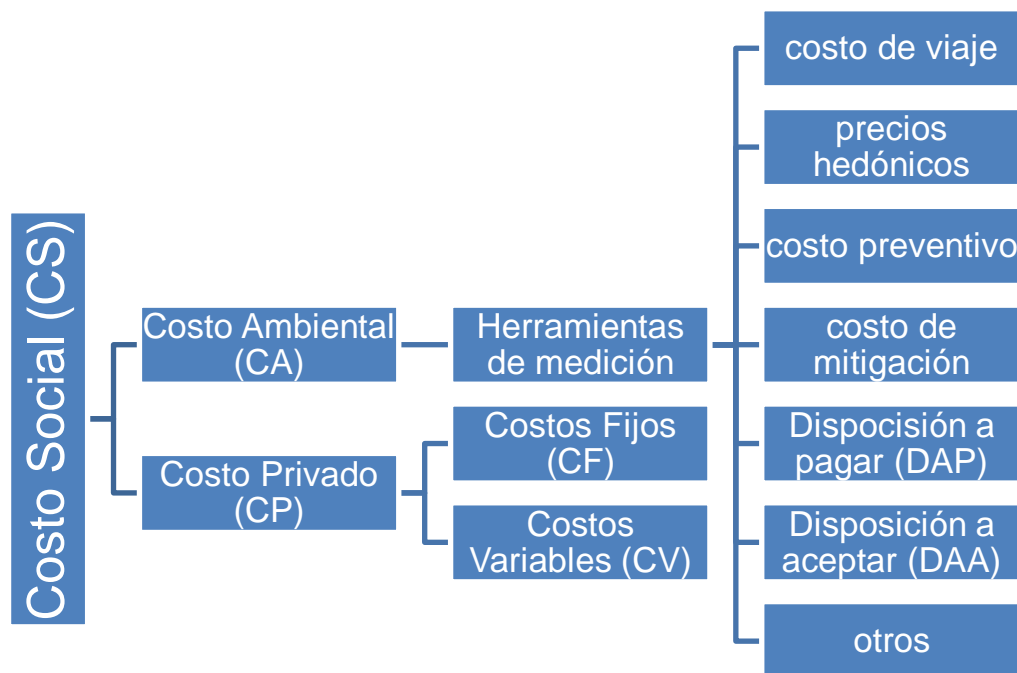 Costo Social (CS)
Costo Ambiental
(CA)
Costo Privado
(CP)
Herramientas
de medición
Costos Fijos
(CF)
Costos
Variables (CV)
costo de viaje
precios
hedónicos
costo preventivo
costo de
mitigación
Dispocisión a
pagar (DAP)
Disposición a
aceptar (DAA)
otros